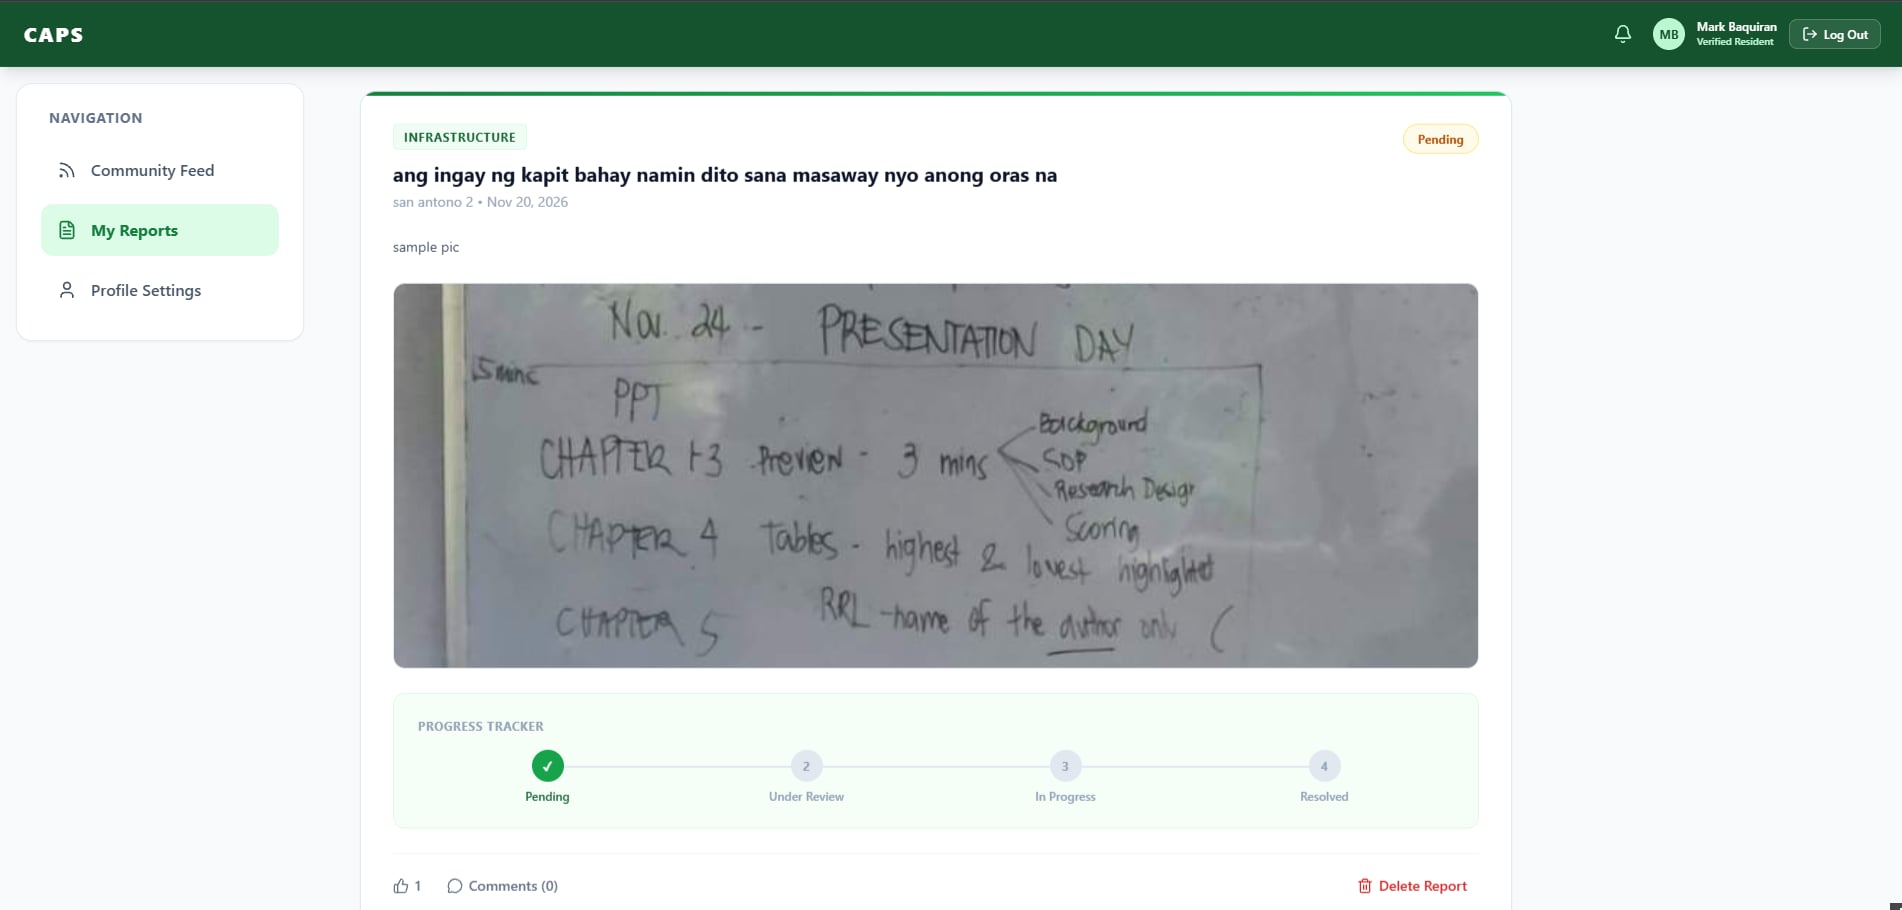 CAPS
MB
Mark Baquiran
Verified Resident
Log Out
NAVIGATION
Community Feed
My Reports
Profile Settings
INFRASTRUCTURE
Pending
ang ingay ng kapit bahay namin dito sana masaway nyo anong oras na
san antono 2 • Nov 20, 2026
sample pic
Nov. 24 - PRESENTATION DAY
5 mins
PPT
CHAPTER 1-3 Preview - 3 mins
Background
SOP
Research Design
Scoring
CHAPTER 4 Tables - highest & lowest highlighted
RRL - name of the author only (
CHAPTER 5
PROGRESS TRACKER
✓ 2 3 4
Pending Under Review In Progress Resolved
1 Comments (0) Delete Report